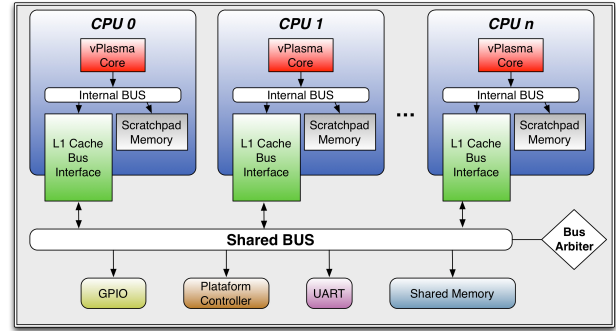 CPU 0
vPlasma
Core
Internal BUS
L1 Cache
Bus
Interface
Scratchpad
Memory
CPU 1
vPlasma
Core
Internal BUS
L1 Cache
Bus
Interface
Scratchpad
Memory
...
CPU n
vPlasma
Core
Internal BUS
L1 Cache
Bus
Interface
Scratchpad
Memory
Shared BUS
Bus
Arbiter
GPIO
Plataform
Controller
UART
Shared Memory